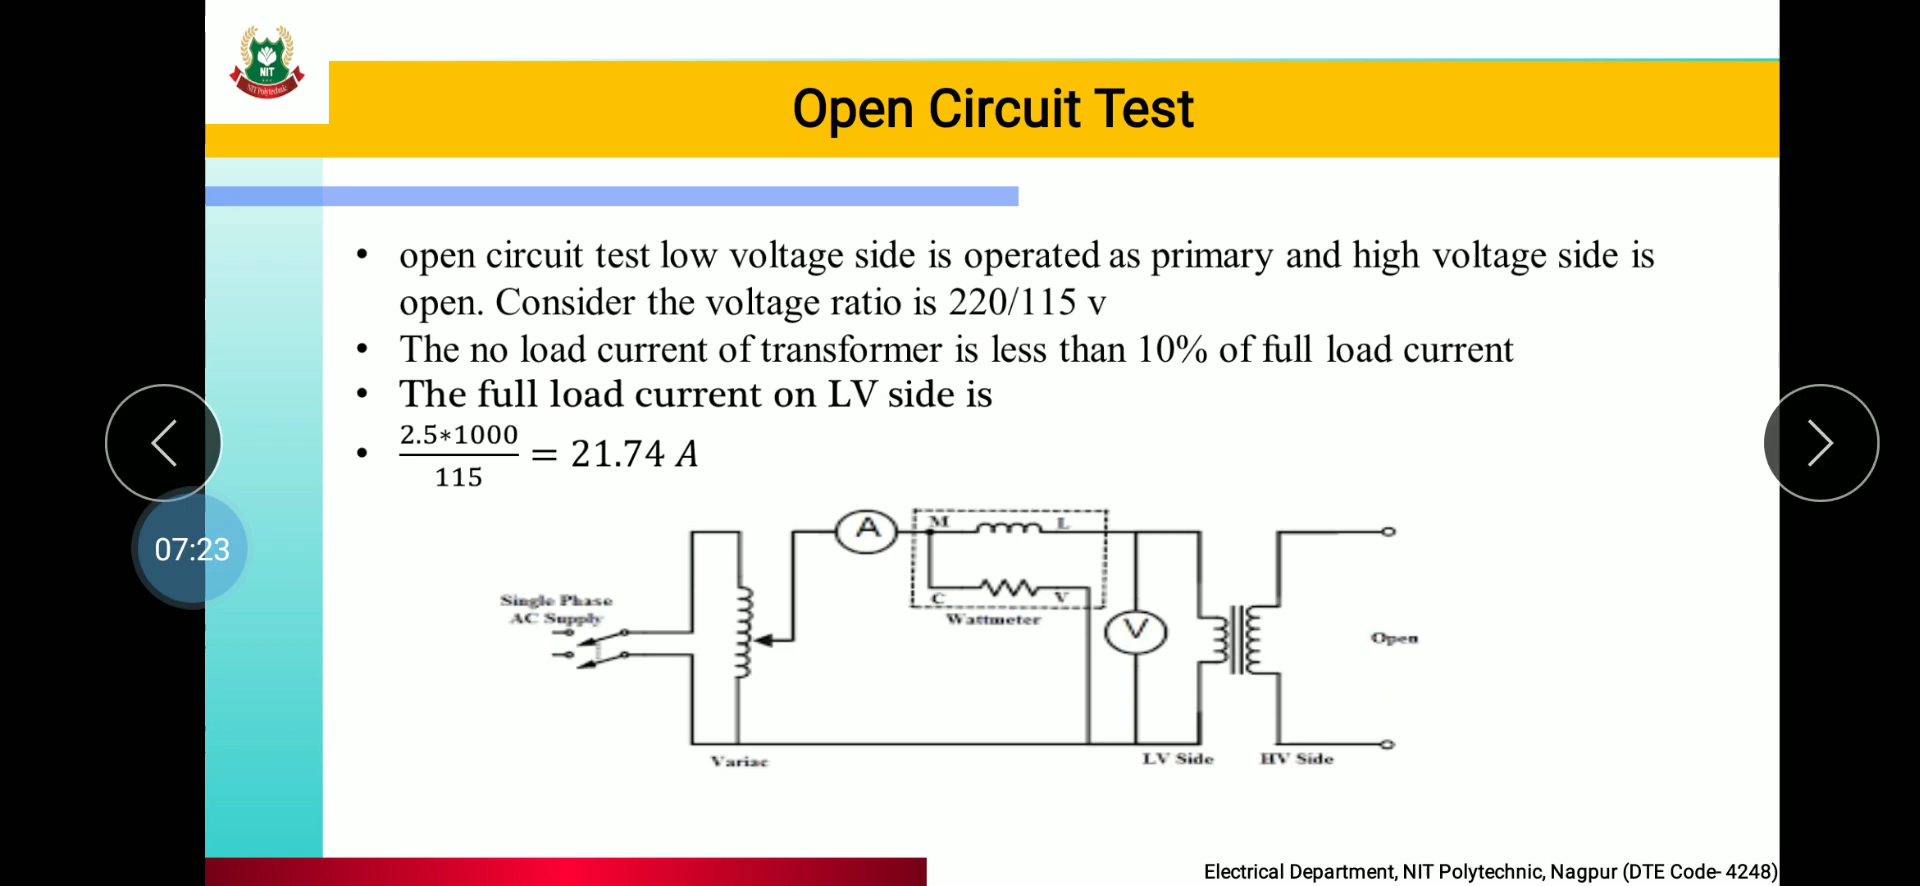 NIT
NIT Polytechnic
Open Circuit Test
• open circuit test low voltage side is operated as primary and high voltage side is
open. Consider the voltage ratio is 220/115 v
• The no load current of transformer is less than 10% of full load current
• The full load current on LV side is
• 2.5*1000/115 = 21.74 A
07:23
A
M
L
C
V
Wattmeter
Single Phase
AC Supply
V
Open
Variac
LV Side
HV Side
Electrical Department, NIT Polytechnic, Nagpur (DTE Code- 4248)